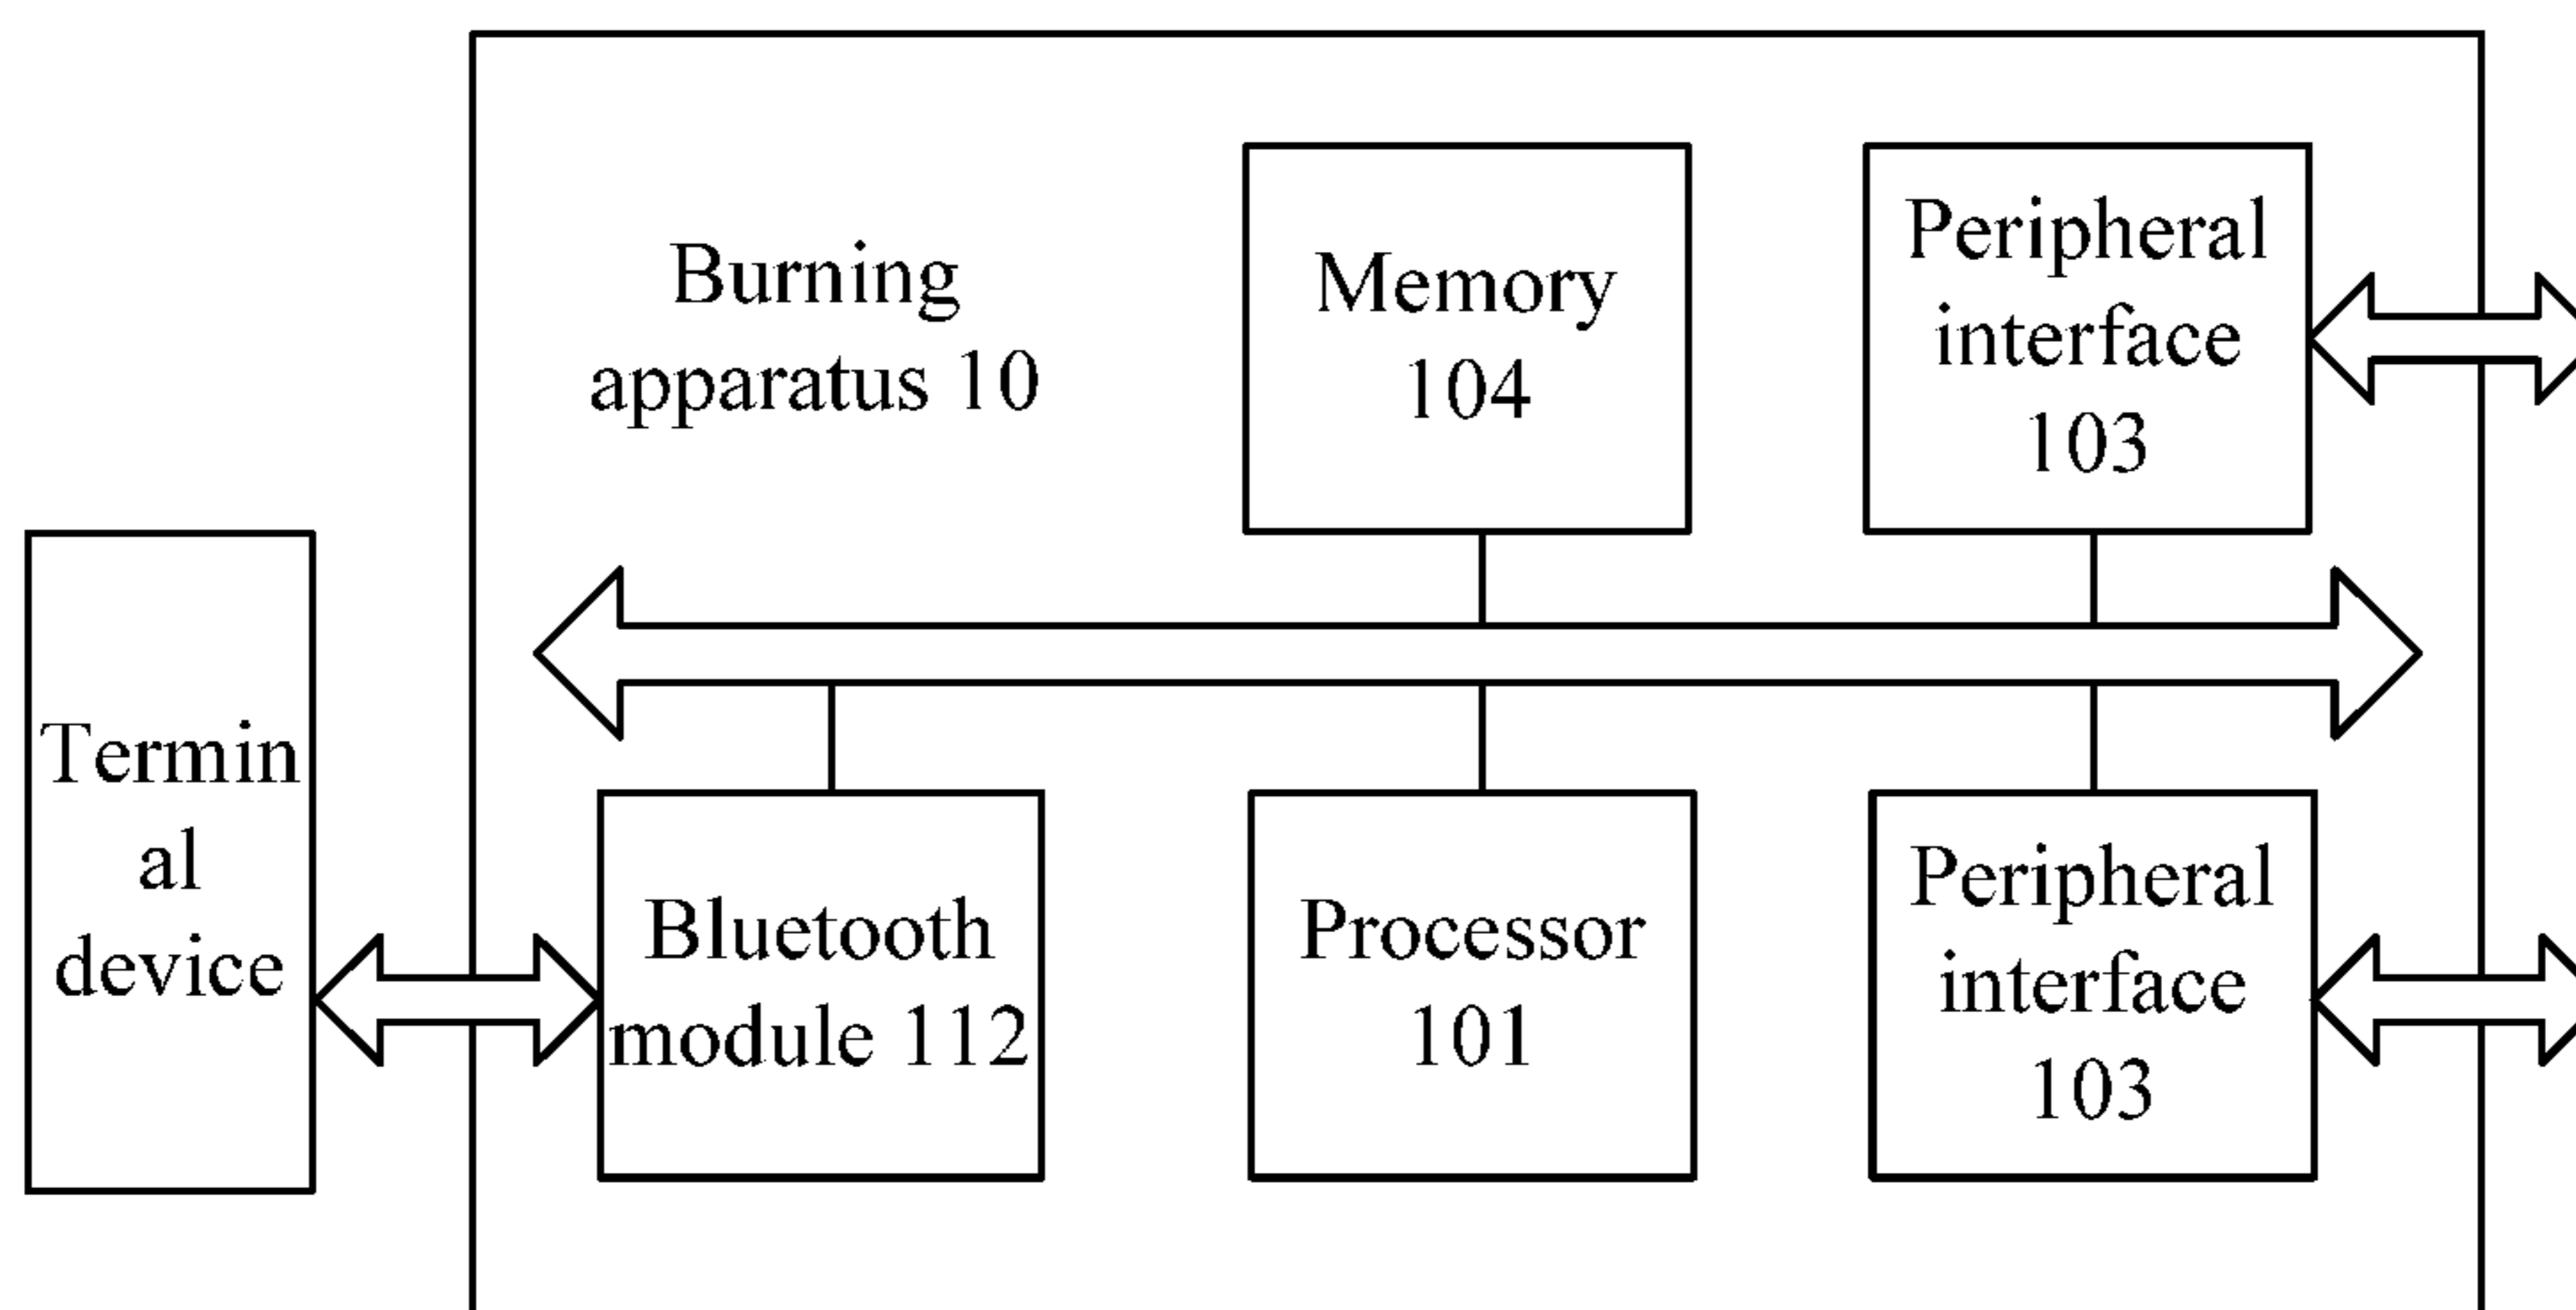 Burning
apparatus 10
Memory
104
Peripheral
interface
103
Termin
al
device
Bluetooth
module 112
Processor
101
Peripheral
interface
103